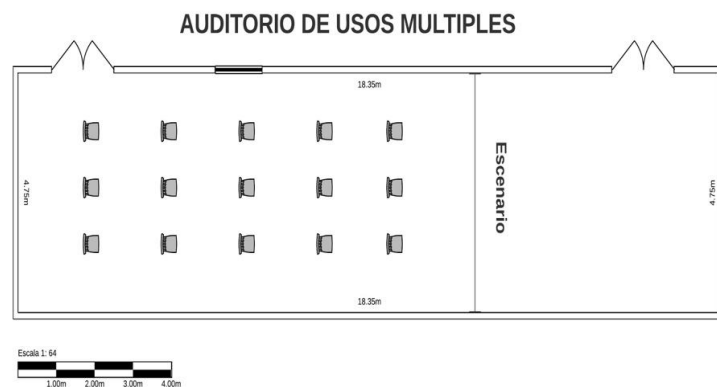 AUDITORIO DE USOS MULTIPLES
18.35m
Escenario
4.75m
4.75m
18.35m
Escala 1: 64
1.00m 2.00m 3.00m 4.00m